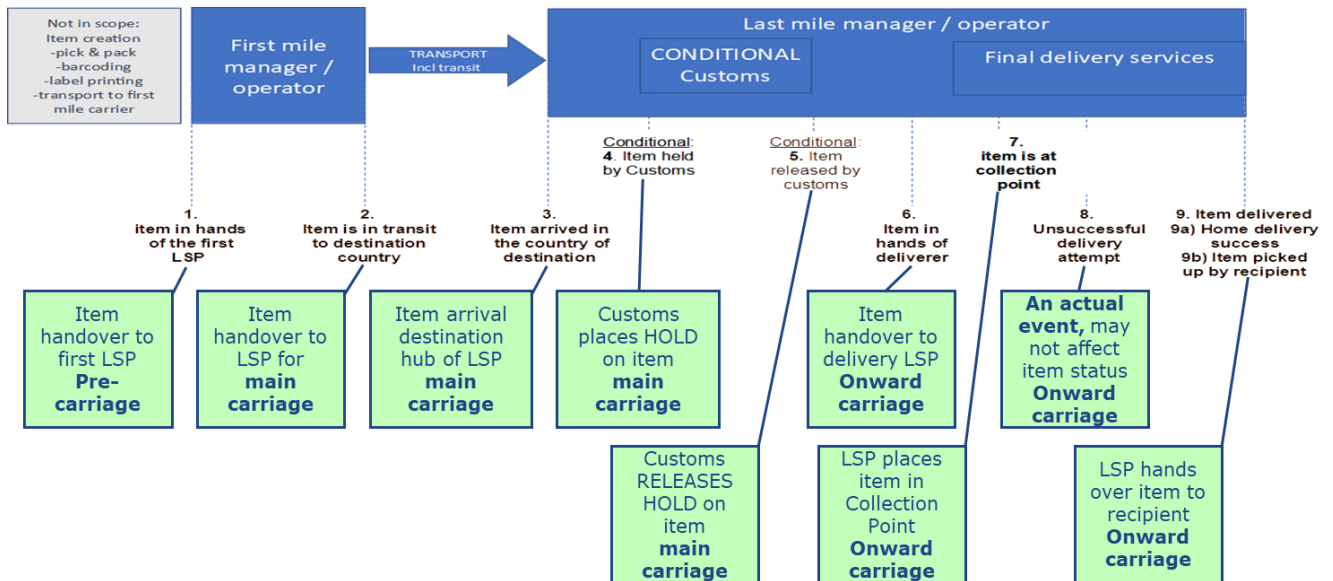 Not in scope:
Item creation
-pick & pack
-barcoding
-label printing
-transport to first
mile carrier
First mile
manager /
operator
TRANSPORT
Incl transit
Last mile manager / operator
CONDITIONAL
Customs
Final delivery services
1.
item in hands
of the first
LSP
2.
Item is in transit
to destination
country
3.
Item arrived in
the country of
destination
Conditional:
4. Item held
by Customs
Conditional:
5. Item
released by
customs
6.
Item in
hands of
deliverer
7.
item is at
collection
point
8.
Unsuccessful
delivery
attempt
9. Item delivered
9a) Home delivery
success
9b) Item picked
up by recipient
Item
handover to
first LSP
Pre-
carriage
Item
handover to
LSP for
main
carriage
Item arrival
destination
hub of LSP
main
carriage
Customs
places HOLD
on item
main
carriage
Customs
RELEASES
HOLD on
item
main
carriage
Item
handover to
delivery LSP
Onward
carriage
LSP places
item in
Collection
Point
Onward
carriage
An actual
event, may
not affect
item status
Onward
carriage
LSP hands
over item to
recipient
Onward
carriage